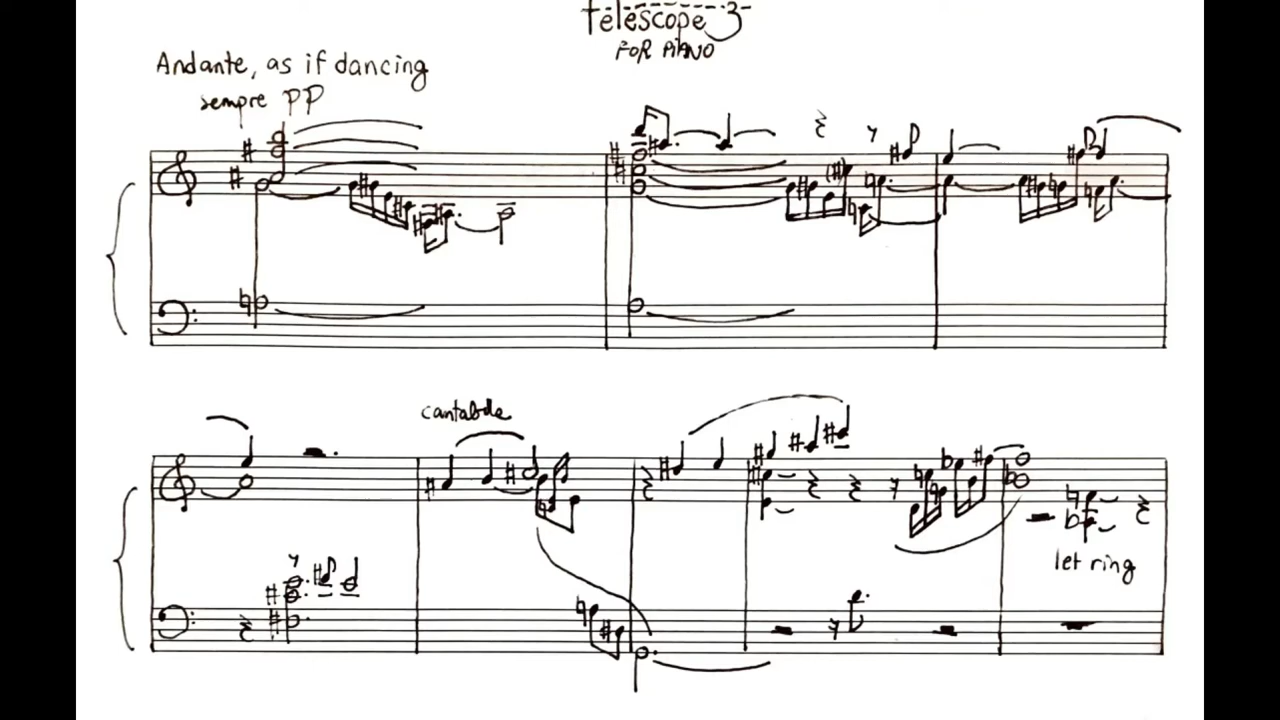 telescope 3
FOR PIANO
Andante, as if dancing
sempre pp
cantabile
let ring